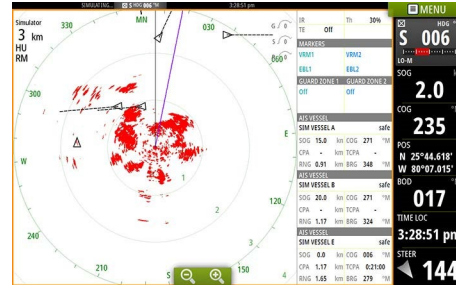 SIMULATING... HDG 006 °M 3:28:51 pm
MENU
Simulator
3 km
HU
RM
MN
030
060
E
120
S
210
240
W
300
330
1
2
3
4
G / 0
S / 0
IR Th 30%
TE Off
MARKERS
VRM1 VRM2
EBL1 EBL2
GUARD ZONE 1 GUARD ZONE 2
Off Off
AIS VESSEL
SIM VESSEL A safe
SOG 15.0 kn COG 271 °M
CPA - km TCPA -
RNG 0.91 km BRG 348 °M
AIS VESSEL
SIM VESSEL B safe
SOG 20.0 kn COG 271 °M
CPA - km TCPA -
RNG 1.17 km BRG 324 °M
AIS VESSEL
SIM VESSEL E safe
SOG 0.0 kn COG 006 °M
CPA 1.17 km TCPA 0:21:00
RNG 1.65 km BRG 279 °M
HDG °M
S 006
LO-M
SOG
2.0
COG
235
POS
N 25°44.618'
W 80°07.015'
BOD
017
TIME LOC
3:28:51 pm
STEER
144